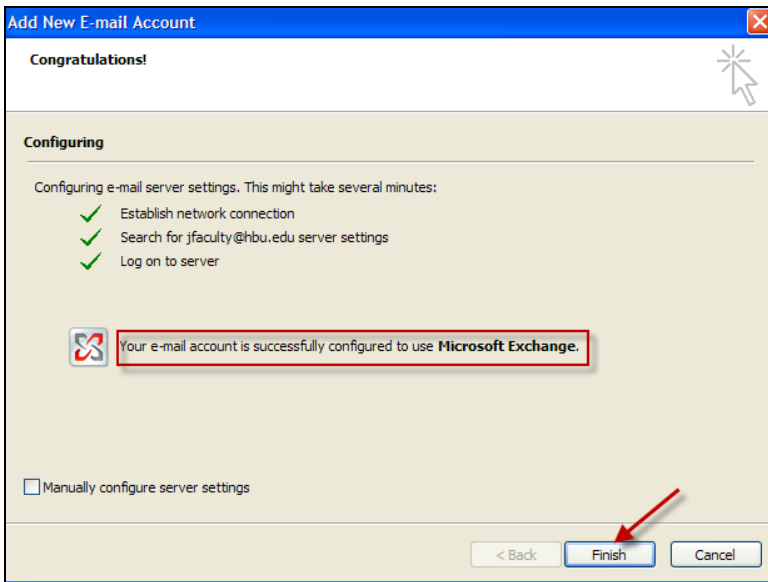 Add New E-mail Account
Congratulations!
Configuring
Configuring e-mail server settings. This might take several minutes:
Establish network connection
Search for jfaculty@hbu.edu server settings
Log on to server
Your e-mail account is successfully configured to use Microsoft Exchange.
Manually configure server settings
< Back Finish Cancel